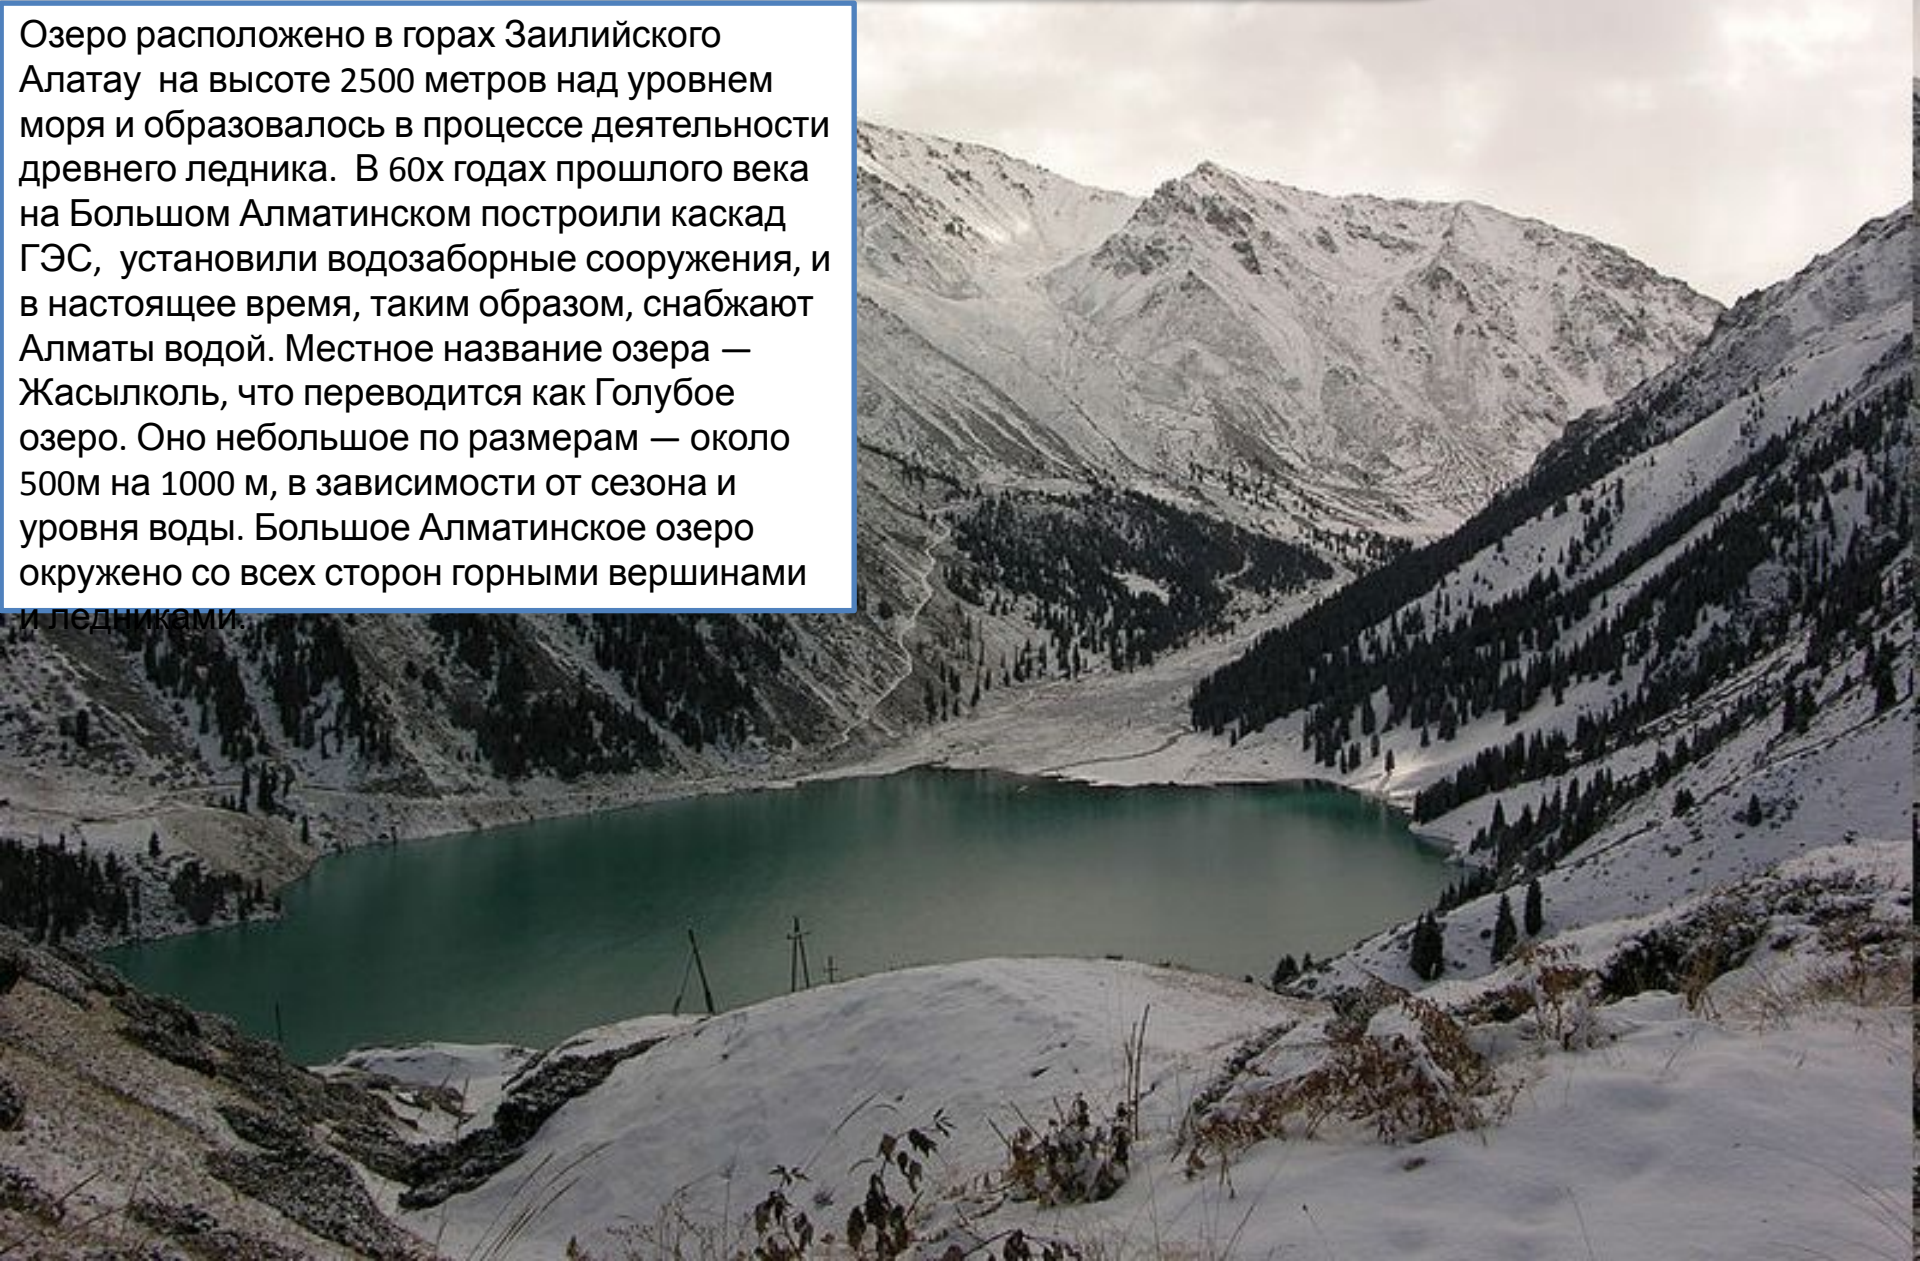 Озеро расположено в горах Заилийского
Алатау  на высоте 2500 метров над уровнем
моря и образовалось в процессе деятельности
древнего ледника.  В 60х годах прошлого века
на Большом Алматинском построили каскад
ГЭС,  установили водозаборные сооружения, и
в настоящее время, таким образом, снабжают
Алматы водой. Местное название озера —
Жасылколь, что переводится как Голубое
озеро. Оно небольшое по размерам — около
500м на 1000 м, в зависимости от сезона и
уровня воды. Большое Алматинское озеро
окружено со всех сторон горными вершинами
и ледниками.